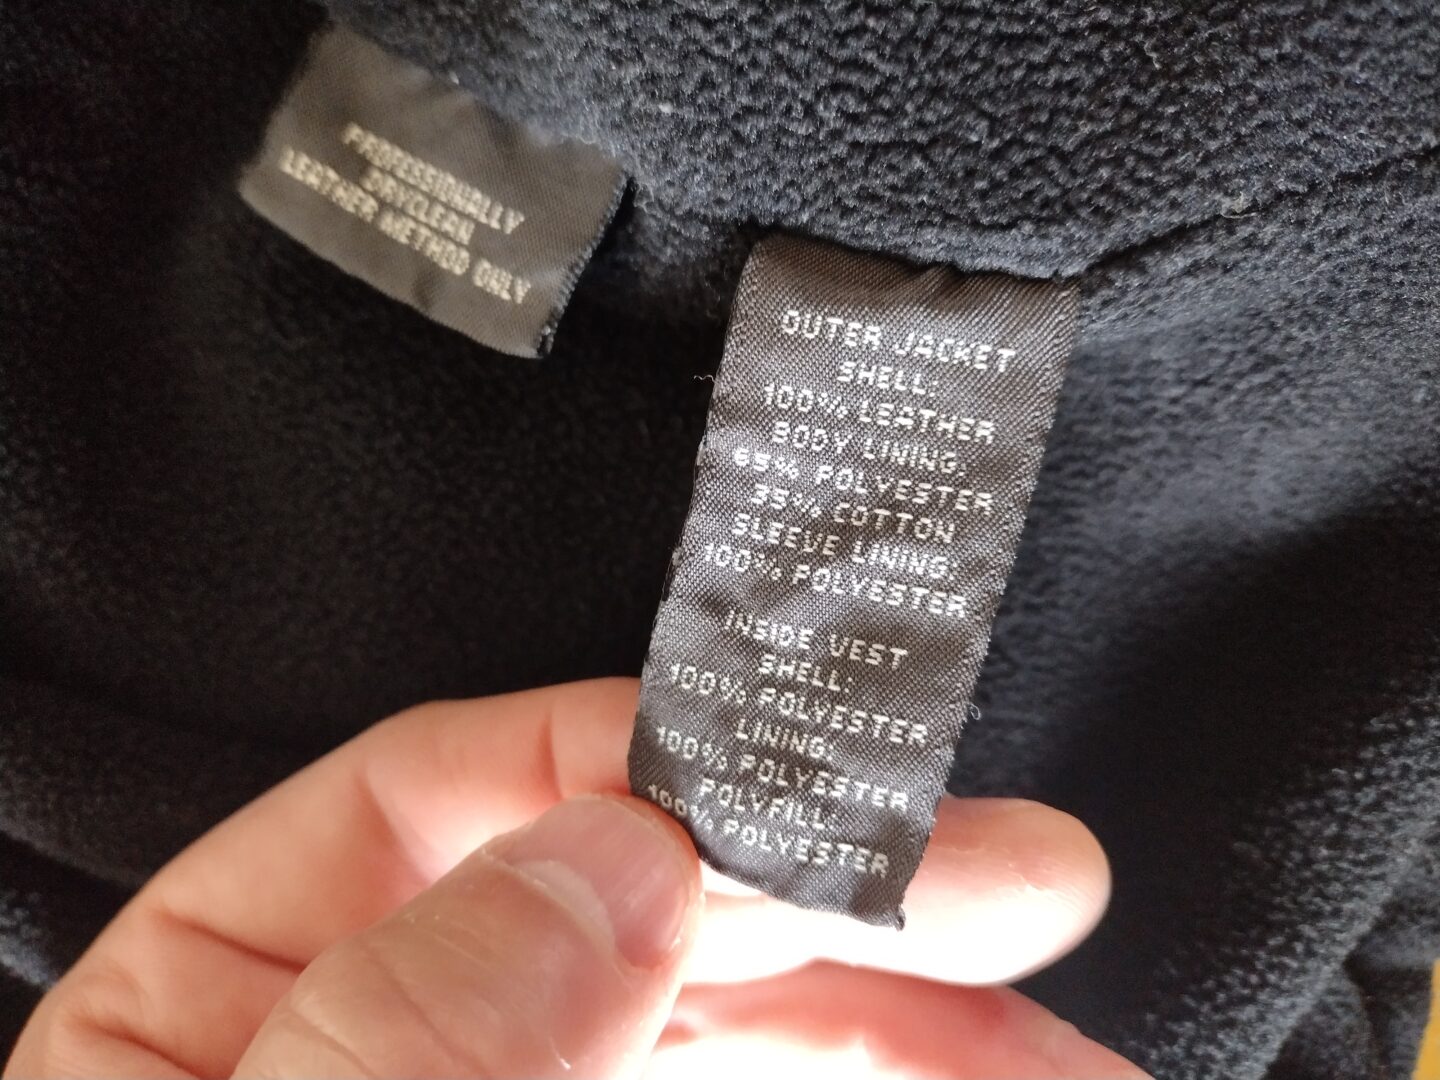 PROFESSIONALLY
DRYCLEAN
LEATHER METHOD ONLY
OUTER JACKET
SHELL:
100% LEATHER
BODY LINING:
65% POLYESTER
35% COTTON
SLEEVE LINING:
100% POLYESTER
INSIDE VEST
SHELL:
100% POLYESTER
LINING:
100% POLYESTER
POLYFILL:
100% POLYESTER